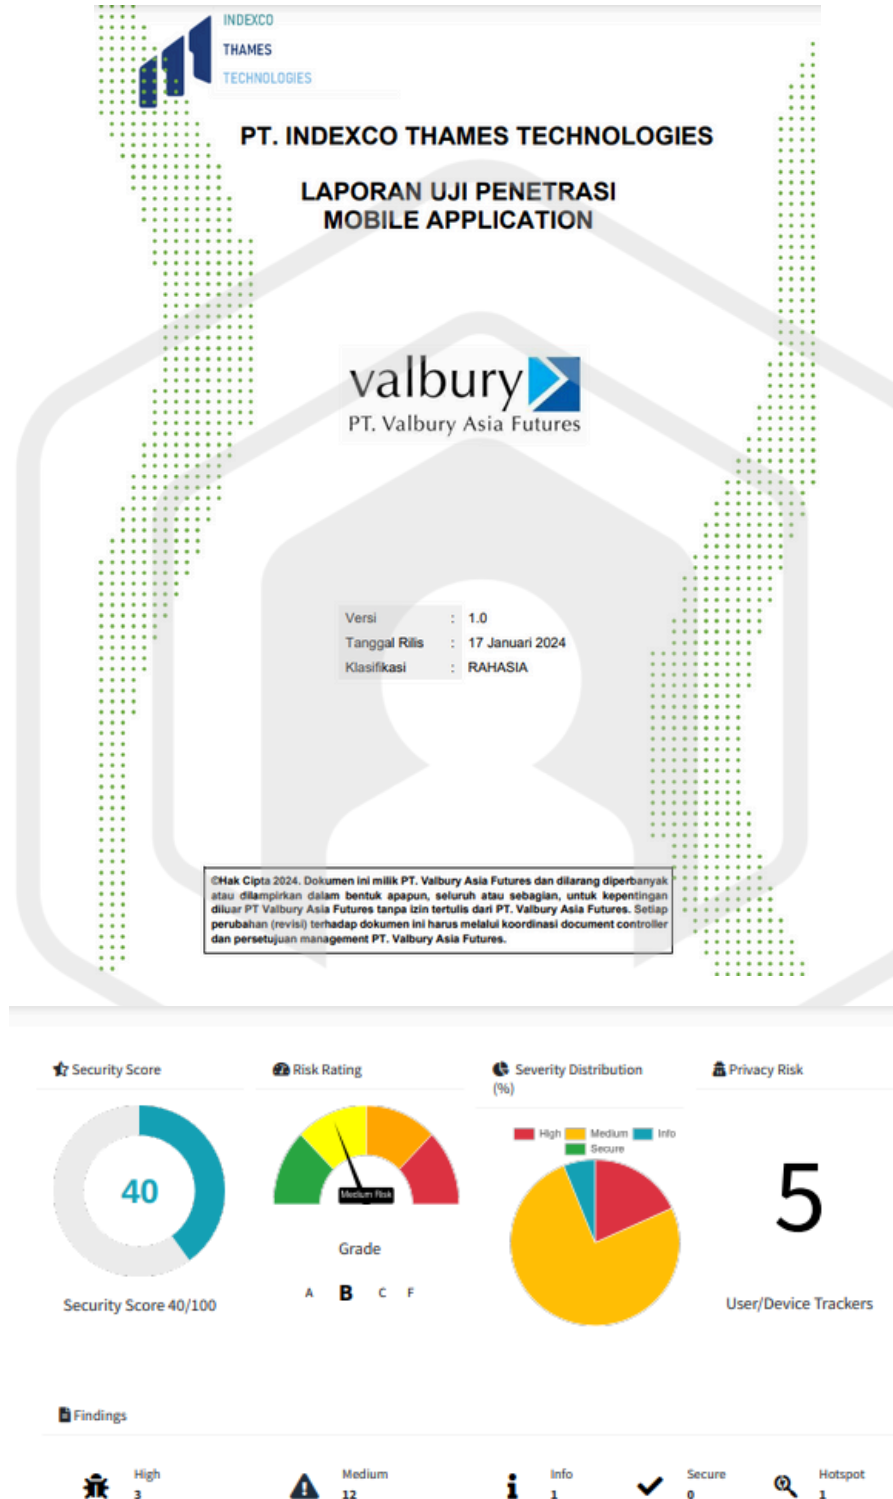 INDEXCO
THAMES
TECHNOLOGIES
PT. INDEXCO THAMES TECHNOLOGIES
LAPORAN UJI PENETRASI
MOBILE APPLICATION
valbury
PT. Valbury Asia Futures
Versi : 1.0
Tanggal Rilis : 17 Januari 2024
Klasifikasi : RAHASIA
©Hak Cipta 2024. Dokumen ini milik PT. Valbury Asia Futures dan dilarang diperbanyak
atau dilampirkan dalam bentuk apapun, seluruh atau sebagian, untuk kepentingan
diluar PT Valbury Asia Futures tanpa izin tertulis dari PT. Valbury Asia Futures. Setiap
perubahan (revisi) terhadap dokumen ini harus melalui koordinasi document controller
dan persetujuan management PT. Valbury Asia Futures.
Security Score
Risk Rating
Severity Distribution
(%)
Privacy Risk
High Medium Info
Secure
40
Medium Risk
5
Grade
A B C F
Security Score 40/100
User/Device Trackers
Findings
High
3
Medium
12
Info
1
Secure
0
Hotspot
1